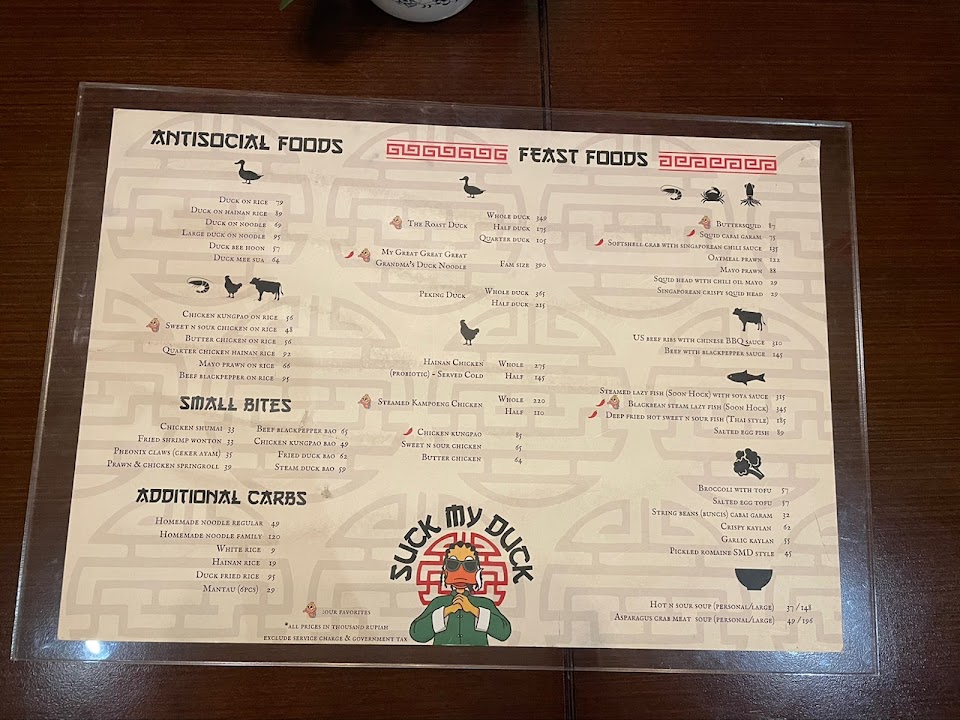 ANTISOCIAL FOODS
DUCK ON RICE 79
DUCK ON HAINAN RICE 89
DUCK ON NOODLE 69
LARGE DUCK ON NOODLE 95
DUCK BEE HOON 57
DUCK MEE SUA 64
CHICKEN KUNGPAO ON RICE 56
SWEET N SOUR CHICKEN ON RICE 48
BUTTER CHICKEN ON RICE 56
QUARTER CHICKEN HAINAN RICE 92
MAYO PRAWN ON RICE 66
BEEF BLACKPEPPER ON RICE 95
SMALL BITES
CHICKEN SHUMAI 33
FRIED SHRIMP WONTON 33
PHEONIX CLAWS (CEKER AYAM) 35
PRAWN & CHICKEN SPRINGROLL 39
BEEF BLACKPEPPER BAO 65
CHICKEN KUNGPAO BAO 49
FRIED DUCK BAO 62
STEAM DUCK BAO 59
ADDITIONAL CARBS
HOMEMADE NOODLE REGULAR 49
HOMEMADE NOODLE FAMILY 120
WHITE RICE 9
HAINAN RICE 19
DUCK FRIED RICE 95
MANTAU (6PCS) 29
FEAST FOODS
THE ROAST DUCK
WHOLE DUCK 349
HALF DUCK 175
QUARTER DUCK 105
MY GREAT GREAT GREAT
GRANDMA'S DUCK NOODLE FAM SIZE 390
PEKING DUCK
WHOLE DUCK 365
HALF DUCK 215
HAINAN CHICKEN WHOLE 275
(PROBIOTIC) - SERVED COLD HALF 145
STEAMED KAMPOENG CHICKEN WHOLE 220
HALF 110
CHICKEN KUNGPAO 85
SWEET N SOUR CHICKEN 65
BUTTER CHICKEN 64
BUTTERSQUID 87
SQUID CABAI GARAM 75
SOFTSHELL CRAB WITH SINGAPOREAN CHILI SAUCE 135
OATMEAL PRAWN 122
MAYO PRAWN 88
SQUID HEAD WITH CHILI OIL MAYO 29
SINGAPOREAN CRISPY SQUID HEAD 29
US BEEF RIBS WITH CHINESE BBQ SAUCE 310
BEEF WITH BLACKPEPPER SAUCE 145
STEAMED LAZY FISH (SOON HOCK) WITH SOYA SAUCE 315
BLACKBEAN STEAM LAZY FISH (SOON HOCK) 345
DEEP FRIED HOT SWEET N SOUR FISH (THAI STYLE) 185
SALTED EGG FISH 89
BROCCOLI WITH TOFU 57
SALTED EGG TOFU 57
STRING BEANS (BUNCIS) CABAI GARAM 32
CRISPY KAYLAN 62
GARLIC KAYLAN 55
PICKLED ROMAINE SMD STYLE 45
HOT N SOUR SOUP (PERSONAL/LARGE) 37 /148
ASPARAGUS CRAB MEAT SOUP (PERSONAL/LARGE) 49 /196
SUCK MY DUCK
:OUR FAVORITES
*ALL PRICES IN THOUSAND RUPIAH
EXCLUDE SERVICE CHARGE & GOVERNMENT TAX